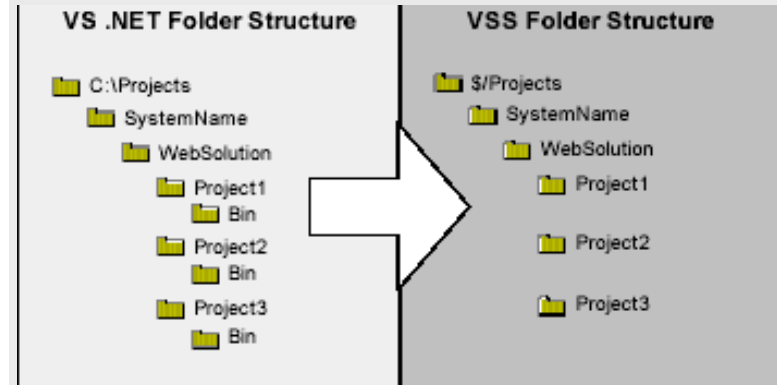 VS .NET Folder Structure
C:\Projects
SystemName
WebSolution
Project1
Bin
Project2
Bin
Project3
Bin
VSS Folder Structure
$/Projects
SystemName
WebSolution
Project1
Project2
Project3